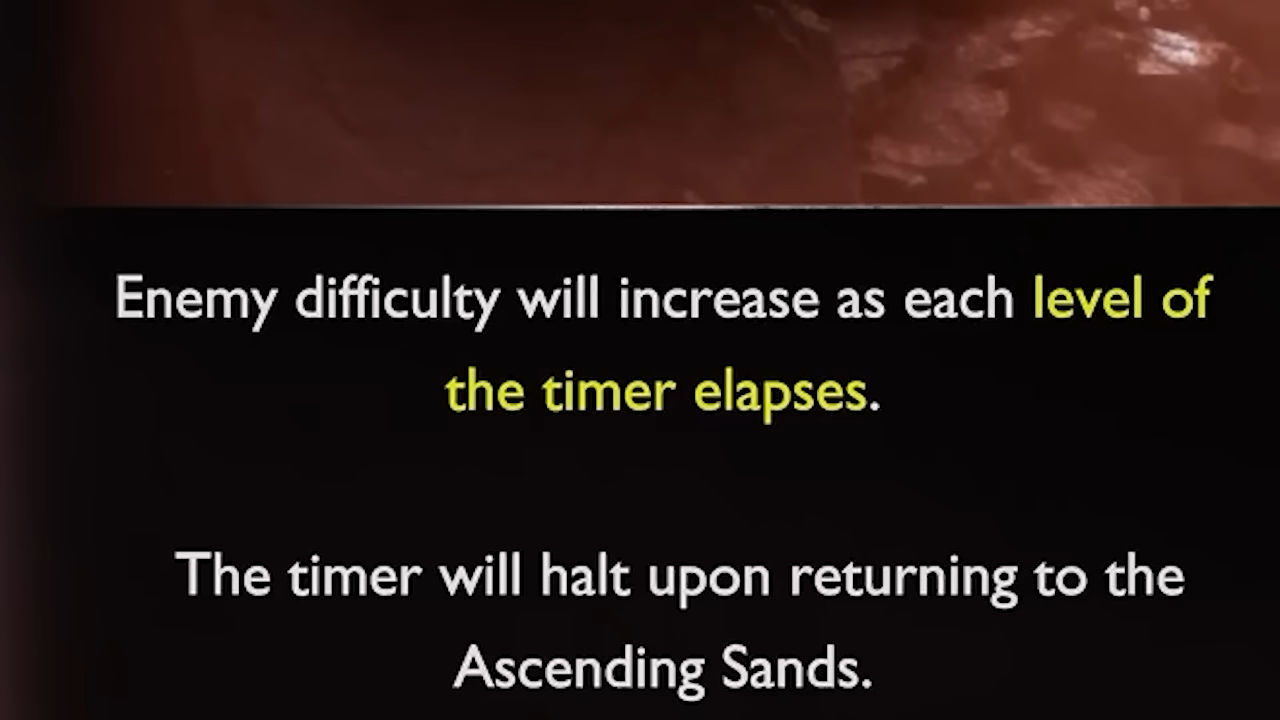 Enemy difficulty will increase as each level of
the timer elapses.
The timer will halt upon returning to the
Ascending Sands.